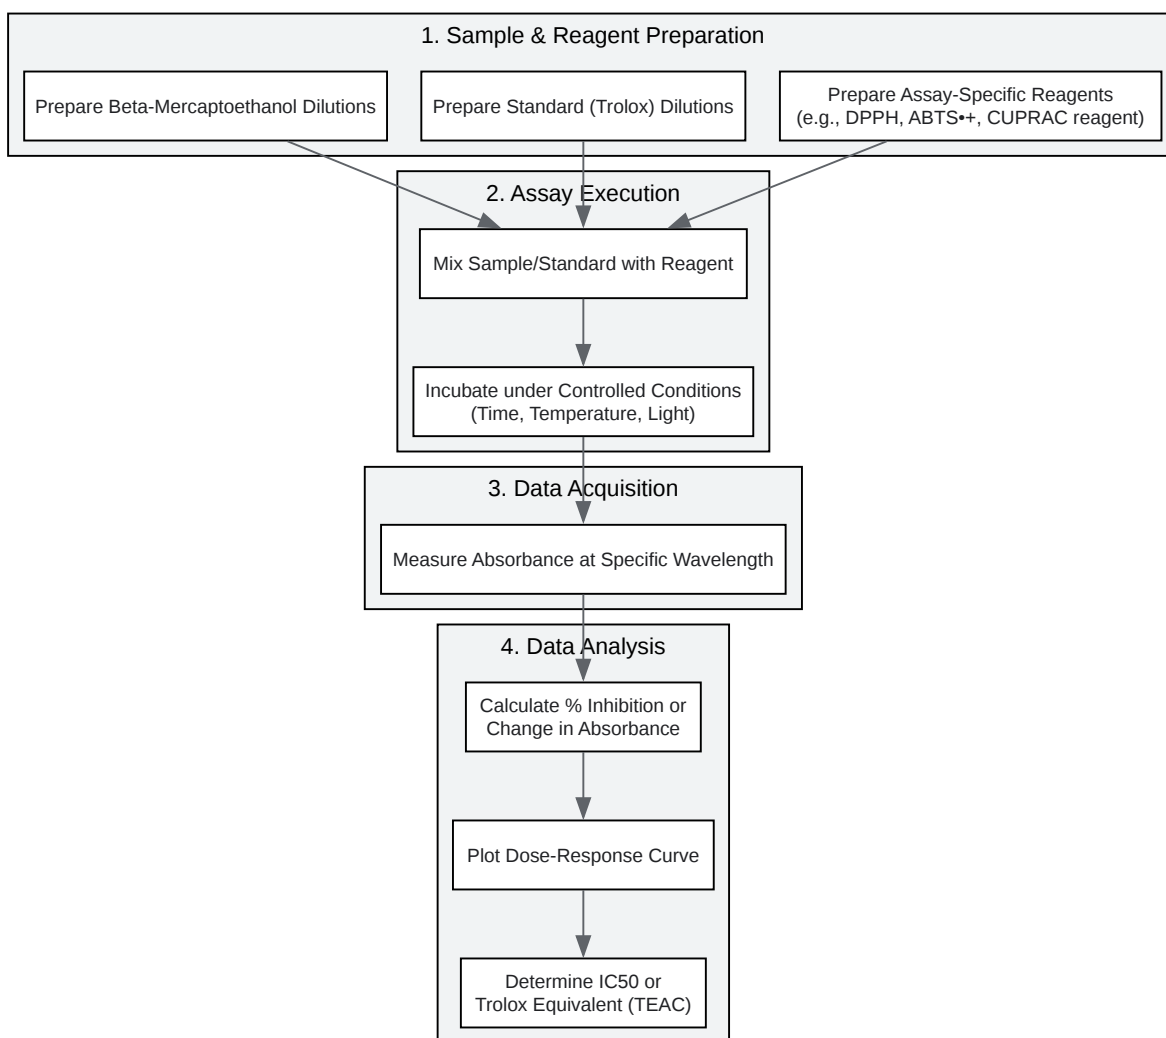 1. Sample & Reagent Preparation
Prepare Beta-Mercaptoethanol Dilutions
Prepare Standard (Trolox) Dilutions
Prepare Assay-Specific Reagents
(e.g., DPPH, ABTS•+, CUPRAC reagent)
2. Assay Execution
Mix Sample/Standard with Reagent
Incubate under Controlled Conditions
(Time, Temperature, Light)
3. Data Acquisition
Measure Absorbance at Specific Wavelength
4. Data Analysis
Calculate % Inhibition or
Change in Absorbance
Plot Dose-Response Curve
Determine IC50 or
Trolox Equivalent (TEAC)